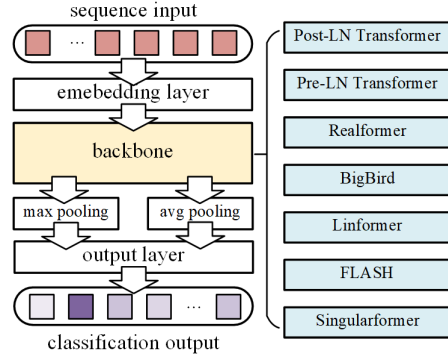 sequence input
...
emebedding layer
backbone
max pooling
avg pooling
output layer
...
classification output
Post-LN Transformer
Pre-LN Transformer
Realformer
BigBird
Linformer
FLASH
Singularformer